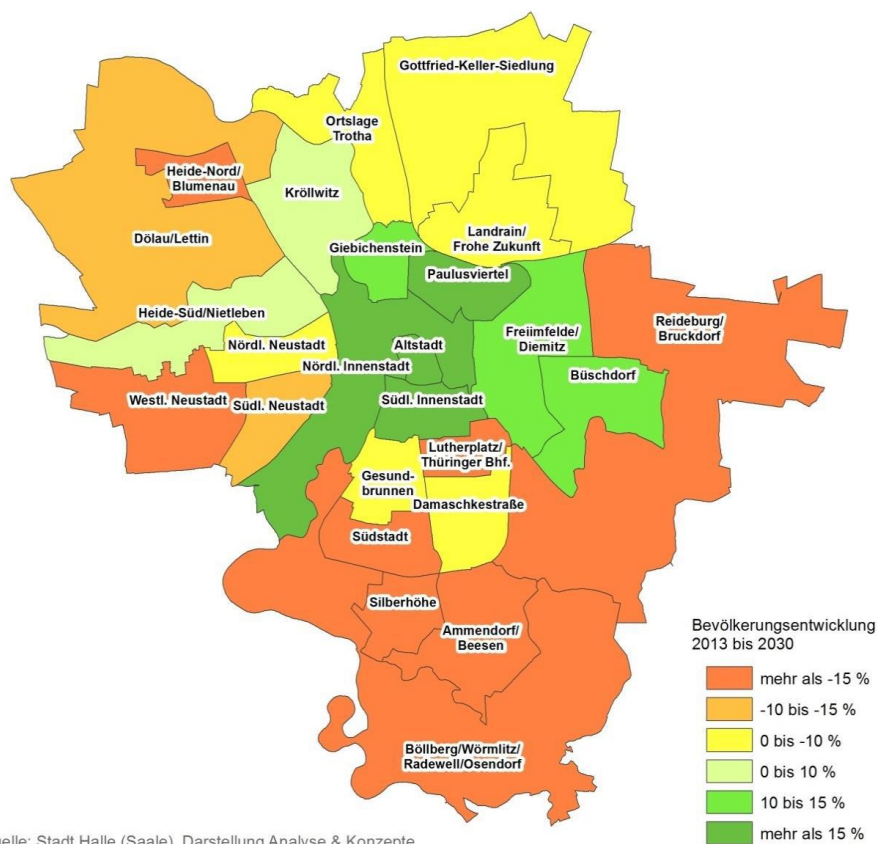 Gottfried-Keller-Siedlung
Ortslage
Trotha
Heide-Nord/
Blumenau
Kröllwitz
Landrain/
Frohe Zukunft
Dölau/Lettin
Giebichenstein
Paulusviertel
Heide-Süd/Nietleben
Reideburg/
Bruckdorf
Freiimfelde/
Diemitz
Nördl. Neustadt
Altstadt
Nördl. Innenstadt
Büschdorf
Westl. Neustadt
Südl. Neustadt
Südl. Innenstadt
Lutherplatz/
Thüringer Bhf.
Gesund-
brunnen
Damaschkestraße
Südstadt
Silberhöhe
Ammendorf/
Beesen
Böllberg/Wörmlitz/
Radewell/Osendorf
Bevölkerungsentwicklung
2013 bis 2030
mehr als -15 %
-10 bis -15 %
0 bis -10 %
0 bis 10 %
10 bis 15 %
mehr als 15 %
uelle: Stadt Halle (Saale), Darstellung Analyse & Konzepte